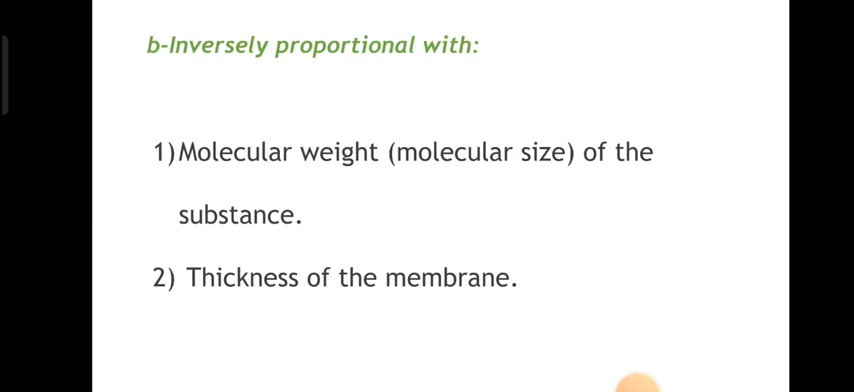 b-Inversely proportional with:
1)Molecular weight (molecular size) of the
substance.
2) Thickness of the membrane.